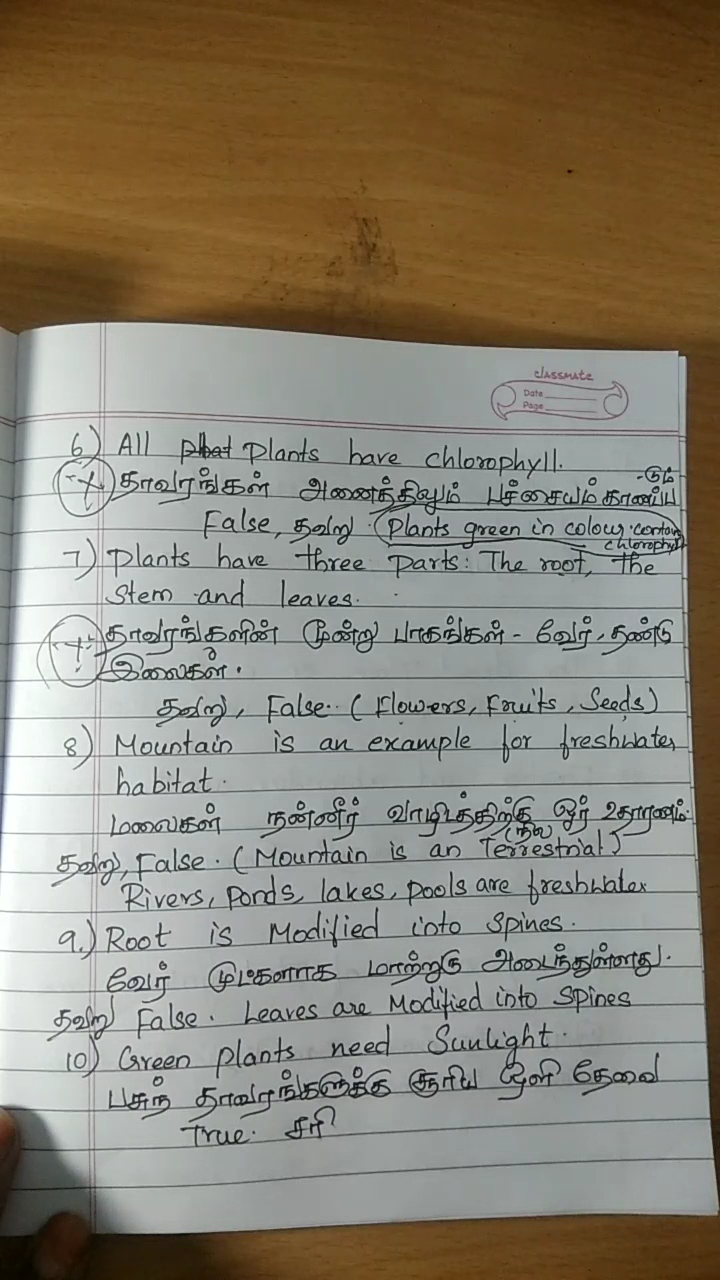 classmate
Date
Page
6) All plants have chlorophyll.
தாவரங்கள் அனைத்திலும் பச்சையம் காணப்படும்
False, தவறு. (Plants green in colour contain chlorophyll)
7) Plants have three parts: The root, The
Stem and leaves.
தாவரங்களின் மூன்று பாகங்கள் - வேர், தண்டு
இலைகள்.
தவறு, False. (Flowers, Fruits, Seeds)
8) Mountain is an example for freshwater
habitat.
மலைகள் நன்னீர் வாழிடத்திற்கு ஓர் உதாரணம்.
தவறு, False. (Mountain is an Terrestrial) (நில
Rivers, Ponds, lakes, pools are freshwater
9.) Root is Modified into Spines.
வேர் முட்களாக மாற்றுரு அடைந்துள்ளது.
தவறு False. Leaves are Modified into Spines
10) Green plants need Sunlight.
பசுந் தாவரங்களுக்கு சூரிய ஒளி தேவை
True. சரி